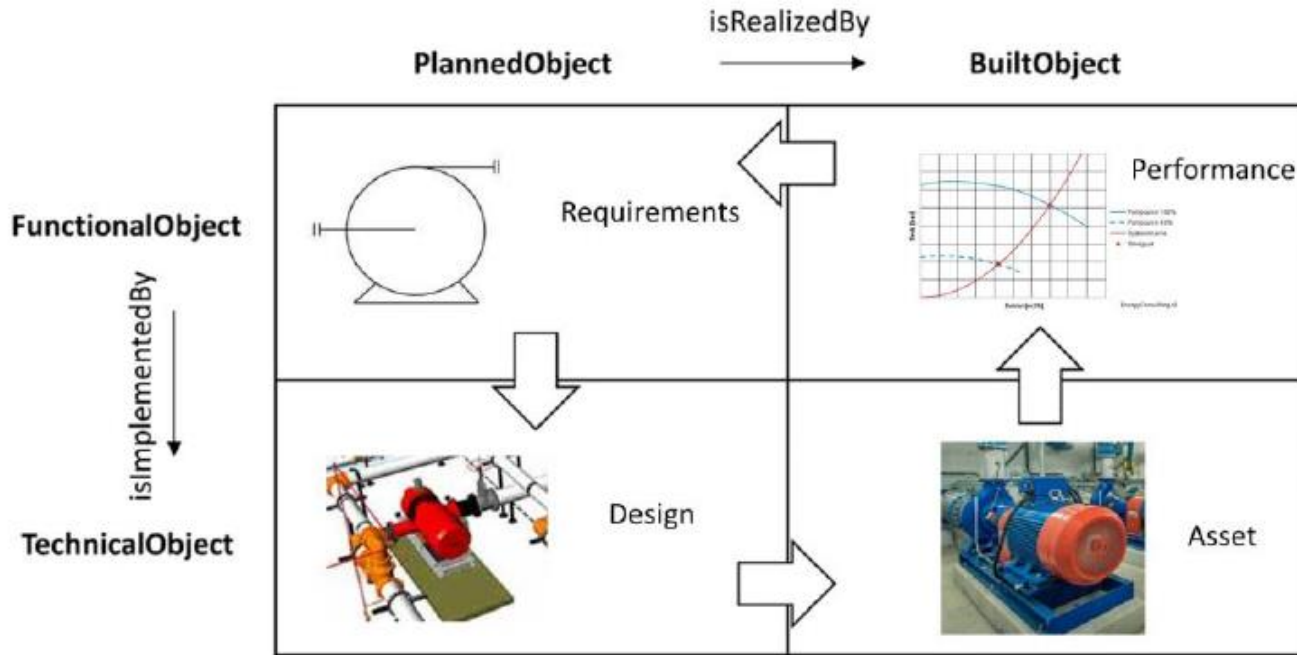 isRealizedBy
PlannedObject
BuiltObject
Performance
Requirements
FunctionalObject
isImplementedBy
Design
Asset
TechnicalObject